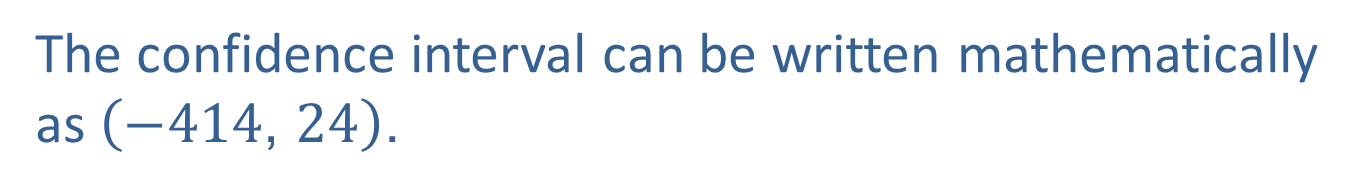 The confidence interval can be written mathematically
as (−414, 24).